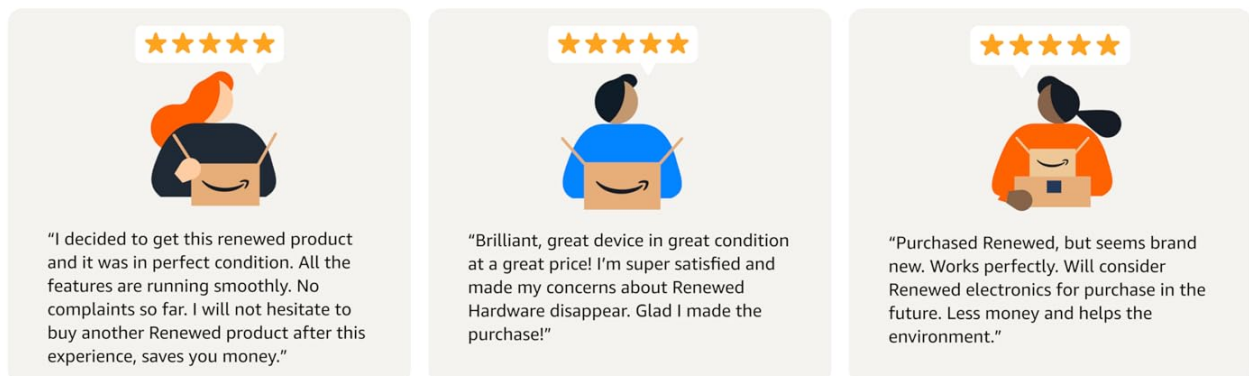 “I decided to get this renewed product
and it was in perfect condition. All the
features are running smoothly. No
complaints so far. I will not hesitate to
buy another Renewed product after this
experience, saves you money.”
“Brilliant, great device in great condition
at a great price! I’m super satisfied and
made my concerns about Renewed
Hardware disappear. Glad I made the
purchase!”
“Purchased Renewed, but seems brand
new. Works perfectly. Will consider
Renewed electronics for purchase in the
future. Less money and helps the
environment.”